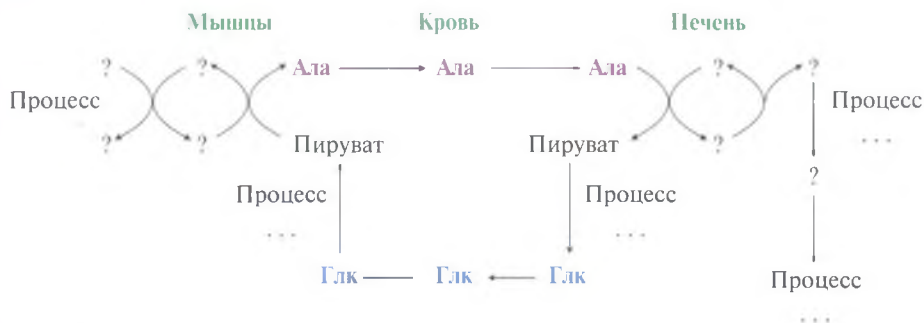 Мышцы Кровь Печень
? ? Ала Ала Ала ? ?
Процесс Процесс
. . .
? ? Пируват Пируват ?
?
Процесс Процесс
. . . . . .
Глк Глк Глк Процесс
. . .